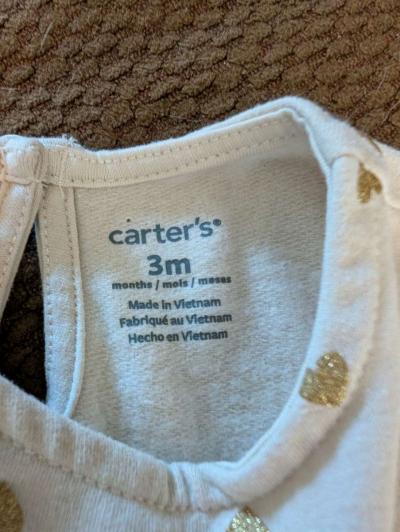 carter's®
3m
months / mois / meses
Made in Vietnam
Fabriqué au Vietnam
Hecho en Vietnam